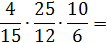 4/15 · 25/12 · 10/6 =